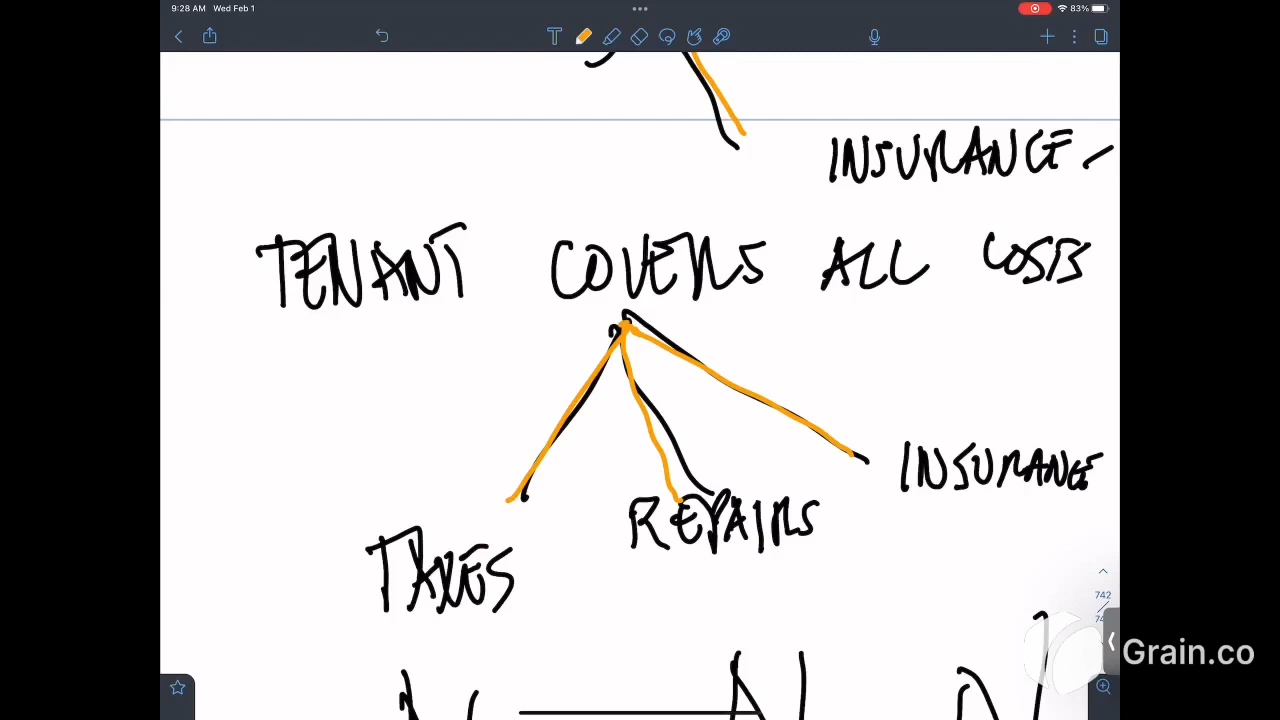 9:28 AM Wed Feb 1
83%
INSURANCE -
TENANT COVERS ALL COSTS
INSURANCE
REPAIRS
TAXES
742
Grain.co